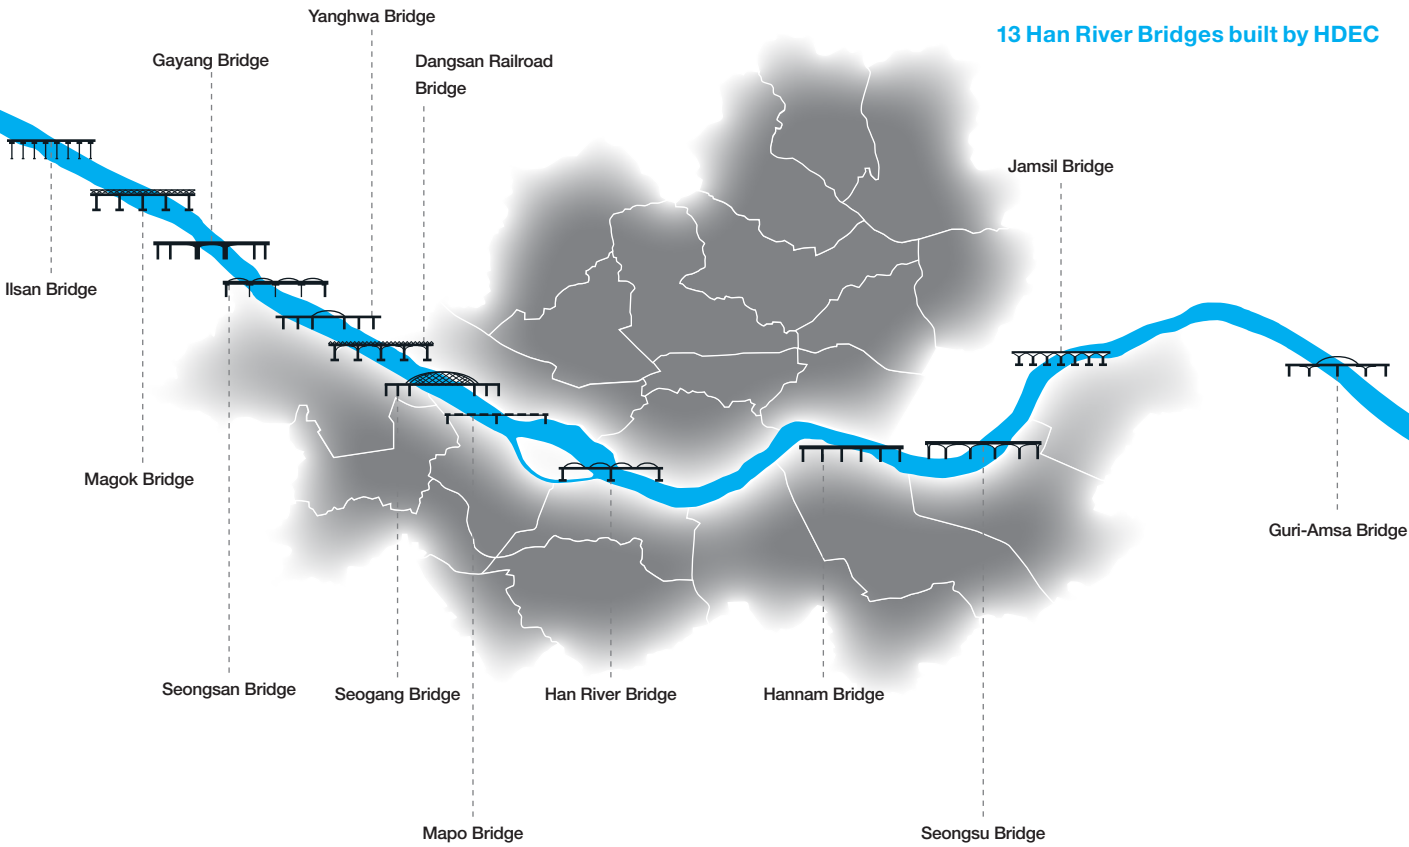 Yanghwa Bridge
13 Han River Bridges built by HDEC
Gayang Bridge
Dangsan Railroad
Bridge
Jamsil Bridge
Ilsan Bridge
Magok Bridge
Guri-Amsa Bridge
Seongsan Bridge
Seogang Bridge
Han River Bridge
Hannam Bridge
Mapo Bridge
Seongsu Bridge